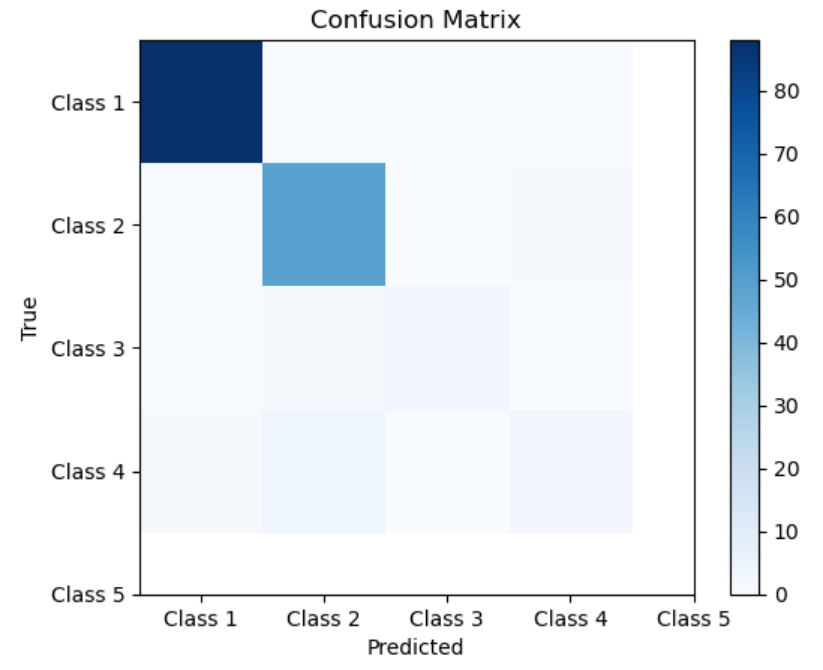 Confusion Matrix
True
Class 1
Class 2
Class 3
Class 4
Class 5
Class 1 Class 2 Class 3 Class 4 Class 5
Predicted
80
70
60
50
40
30
20
10
0